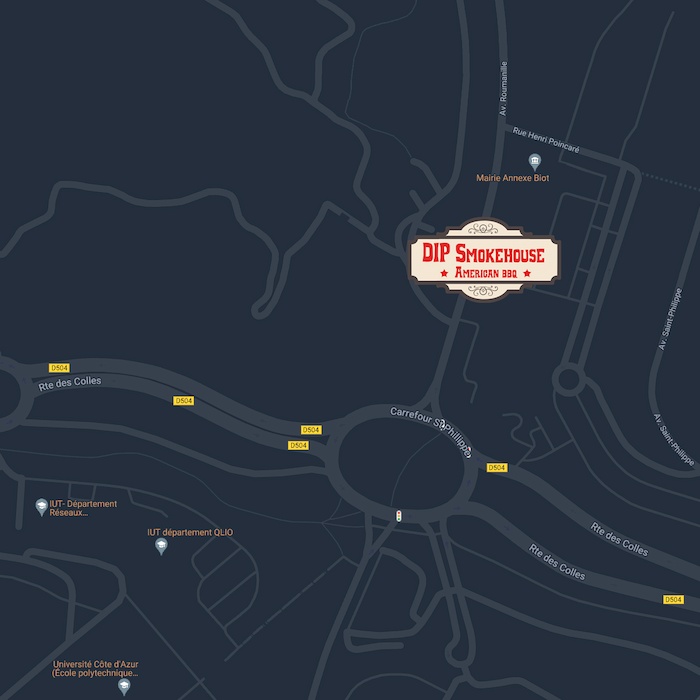 Av. Roumanille
Rue Henri Poincaré
Mairie Annexe Biot
DIP SMOKEHOUSE
AMERICAN BBQ
Av. Saint-Philippe
D504
Rte des Colles
D504
Carrefour St Philippe
D504
D504
Av. Saint-Philippe
D504
IUT- Département
Réseaux...
IUT département QLIO
Rte des Colles
Rte des Colles
D504
Université Côte d'Azur
(École polytechnique...